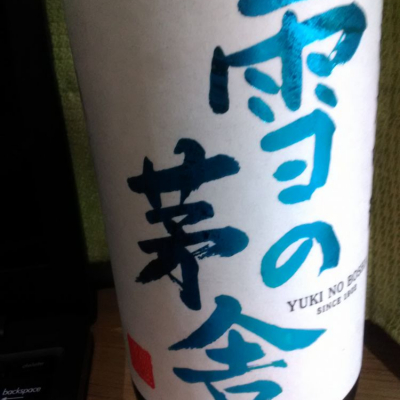 雪の
茅舎
YUKI NO BOSHA
SINCE 1902
backspace